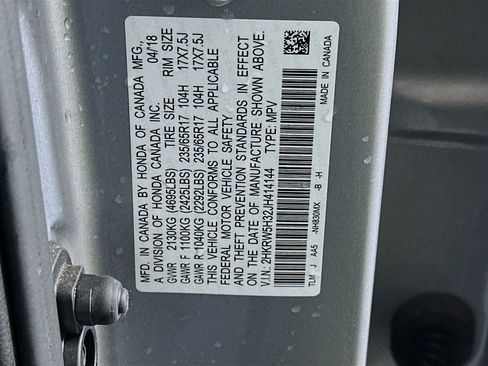 MFD. IN CANADA BY HONDA OF CANADA MFG.,
A DIVISION OF HONDA CANADA INC. 04/18
TIRE SIZE RIM SIZE
GVWR 2130KG (4695LBS)
GAWR F 1100KG (2425LBS) 235/65R17 104H 17X7.5J
GAWR R 1040KG (2292LBS) 235/65R17 104H 17X7.5J
THIS VEHICLE CONFORMS TO ALL APPLICABLE
FEDERAL MOTOR VEHICLE SAFETY
AND THEFT PREVENTION STANDARDS IN EFFECT
ON THE DATE OF MANUFACTURE SHOWN ABOVE.
V.I.N: 2HKRW5H32JH414144 TYPE: MPV
TLM J AA5 -NH830MX -B -H MADE IN CANADA